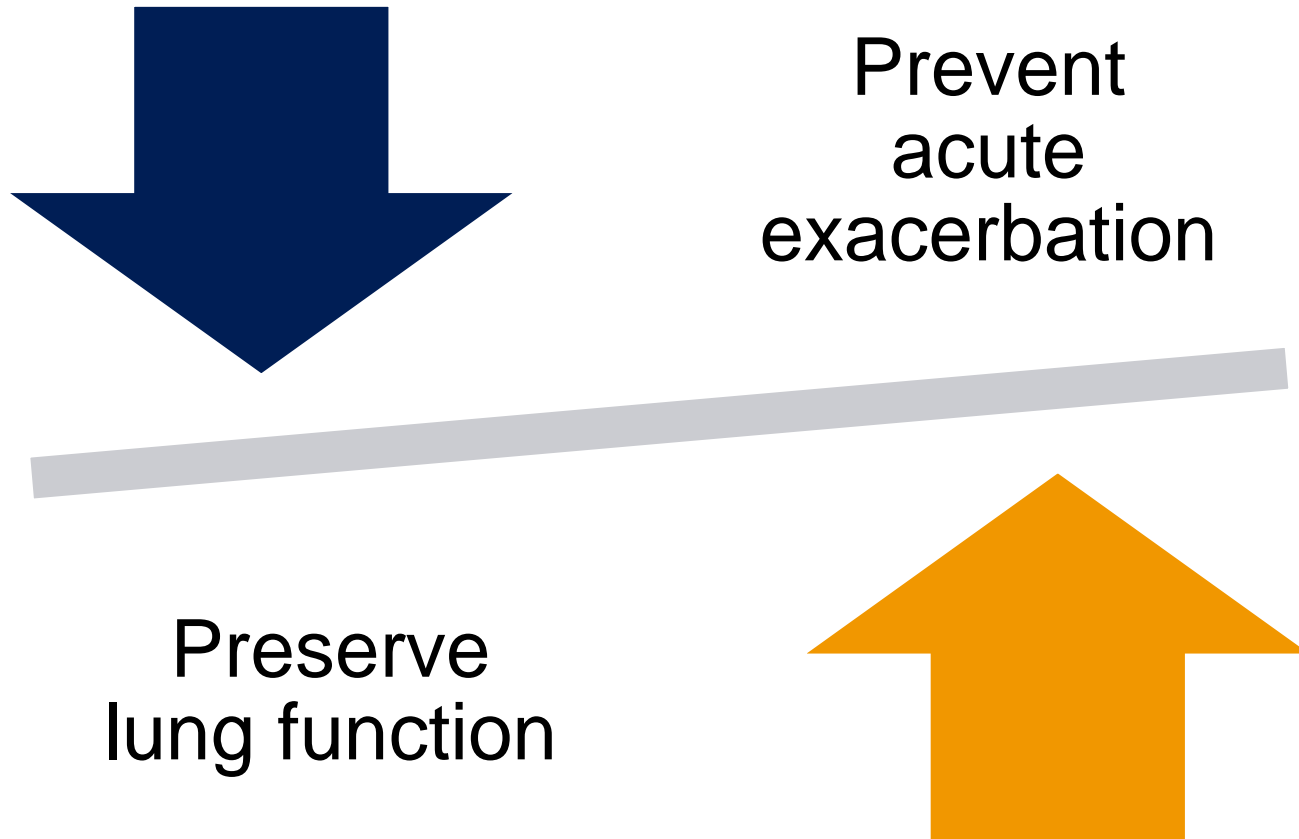 Prevent
acute
exacerbation
Preserve
lung function